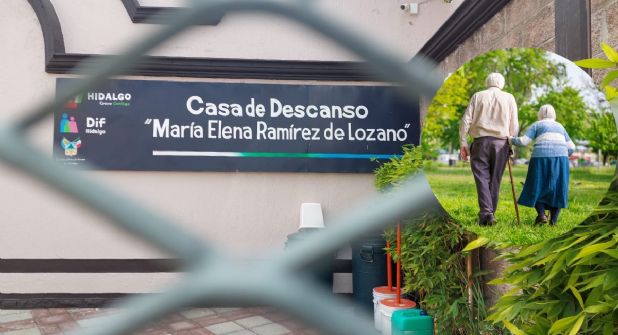 HIDALGO
Crece Contigo
Dif
Hidalgo
Casa de Descanso
"María Elena Ramírez de Lozano"